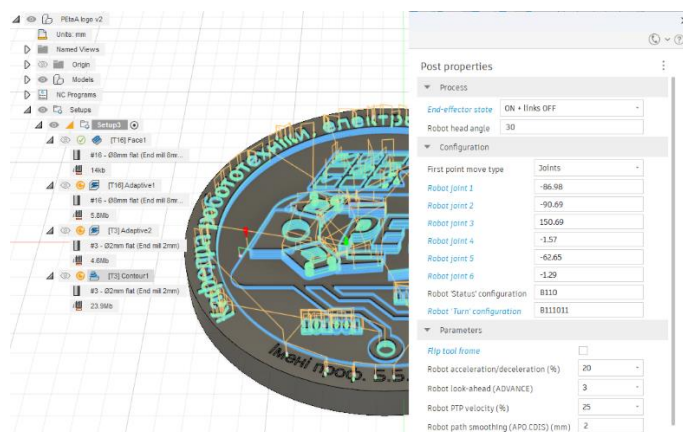 PEtaA logo v2
Units: mm
Named Views
Origin
Models
NC Programs
Setups
Setup3
[T16] Face1
#16 - Ø8mm flat (End mill 8m...
14kb
[T16] Adaptive1
#16 - Ø8mm flat (End mill 8mm...
5.8Mb
[T3] Adaptive2
#3 - Ø2mm flat (End mill 2mm)
4.6Mb
[T3] Contour1
#3 - Ø2mm flat (End mill 2mm)
23.9Mb
робототехніки, електр
імені проф. Б.Б.
Post properties
Process
End-effector state ON + links OFF
Robot head angle 30
Configuration
First point move type Joints
Robot joint 1 -86.98
Robot joint 2 -90.69
Robot joint 3 150.69
Robot joint 4 -1.57
Robot joint 5 -62.65
Robot joint 6 -1.29
Robot 'Status' configuration B110
Robot 'Turn' configuration B111011
Parameters
Flip tool frame
Robot acceleration/deceleration (%) 20
Robot look-ahead (ADVANCE) 3
Robot PTP velocity (%) 25
Robot path smoothing (APO.CDIS) (mm) 2